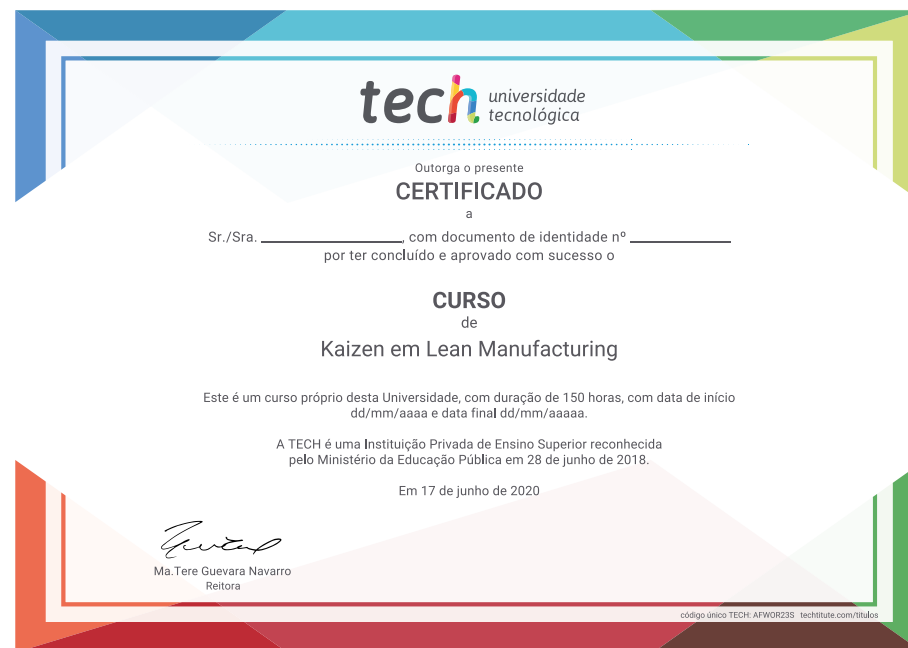 tech universidade
tecnológica
Outorga o presente
CERTIFICADO
a
Sr./Sra. ____________, com documento de identidade nº ____________
por ter concluído e aprovado com sucesso o
CURSO
de
Kaizen em Lean Manufacturing
Este é um curso próprio desta Universidade, com duração de 150 horas, com data de início
dd/mm/aaaa e data final dd/mm/aaaaa.
A TECH é uma Instituição Privada de Ensino Superior reconhecida
pelo Ministério da Educação Pública em 28 de junho de 2018.
Em 17 de junho de 2020
Ma.Tere Guevara Navarro
Reitora
código único TECH: AFWOR23S techtitute.com/titulos